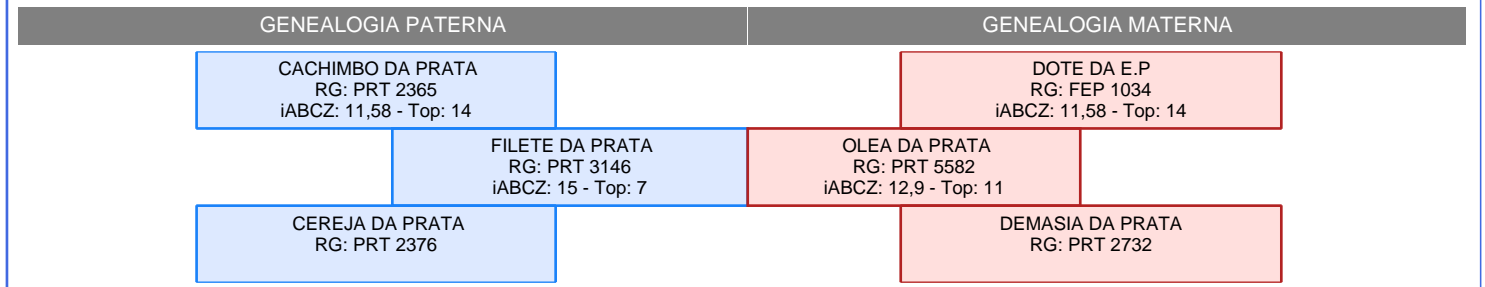 GENEALOGIA PATERNA
GENEALOGIA MATERNA
CACHIMBO DA PRATA
RG: PRT 2365
iABCZ: 11,58 - Top: 14
DOTE DA E.P
RG: FEP 1034
iABCZ: 11,58 - Top: 14
FILETE DA PRATA
RG: PRT 3146
iABCZ: 15 - Top: 7
OLEA DA PRATA
RG: PRT 5582
iABCZ: 12,9 - Top: 11
CEREJA DA PRATA
RG: PRT 2376
DEMASIA DA PRATA
RG: PRT 2732